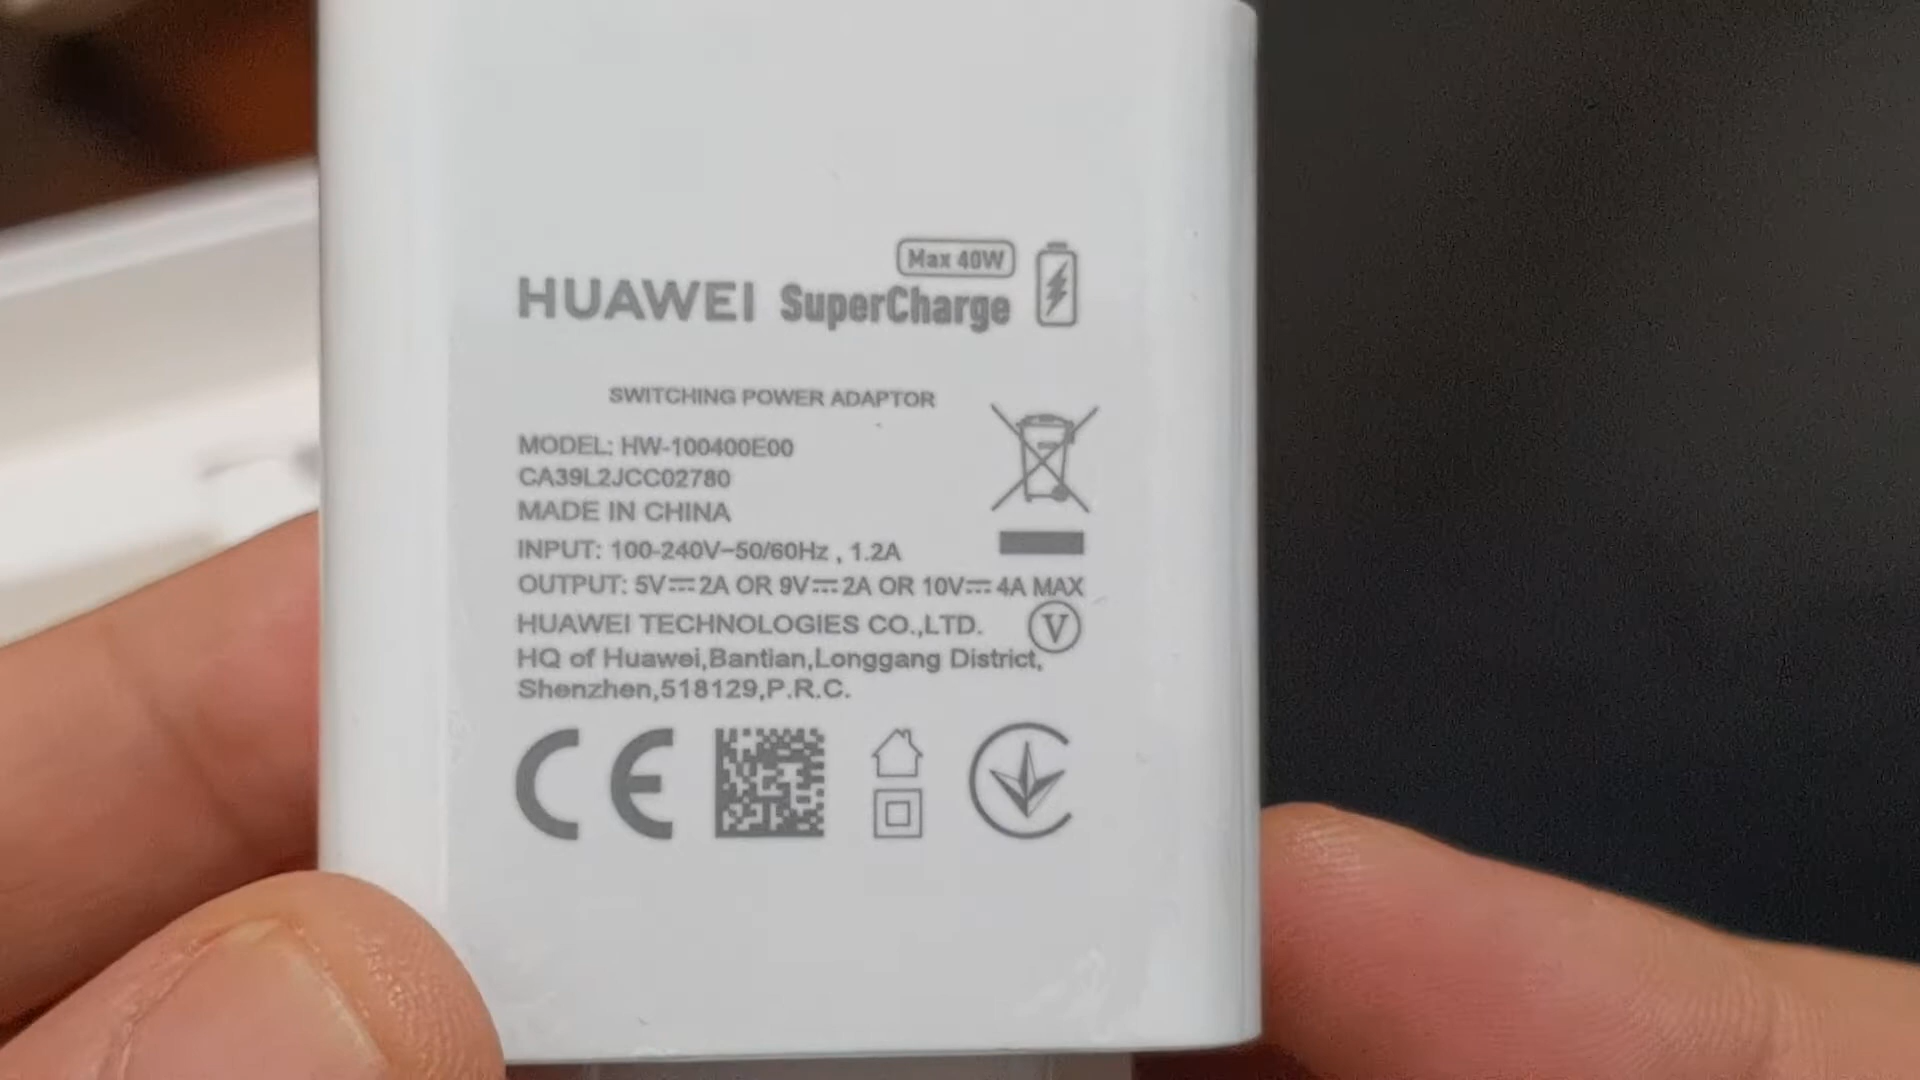 Max 40W
HUAWEI SuperCharge
SWITCHING POWER ADAPTOR
MODEL: HW-100400E00
CA39L2JCC02780
MADE IN CHINA
INPUT: 100-240V~50/60Hz , 1.2A
OUTPUT: 5V⎓2A OR 9V⎓2A OR 10V⎓ 4A MAX
HUAWEI TECHNOLOGIES CO.,LTD.
V
HQ of Huawei,Bantian,Longgang District,
Shenzhen,518129,P.R.C.
CE